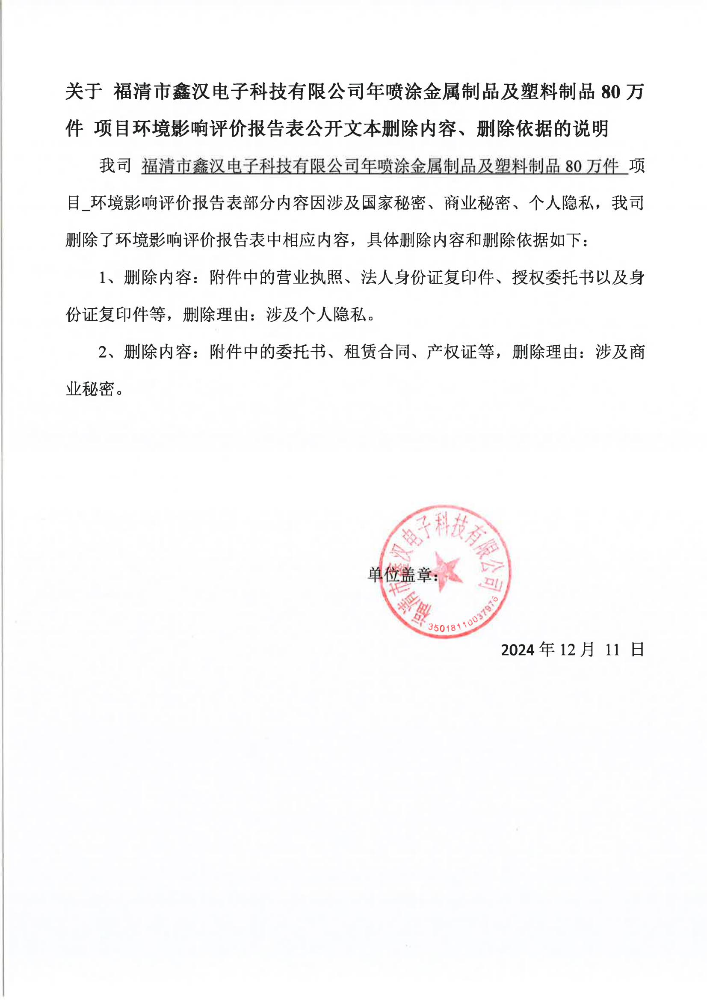 关于 福清市鑫汉电子科技有限公司年喷涂金属制品及塑料制品 80 万
件 项目环境影响评价报告表公开文本删除内容、删除依据的说明
我司 福清市鑫汉电子科技有限公司年喷涂金属制品及塑料制品 80 万件 项
目_环境影响评价报告表部分内容因涉及国家秘密、商业秘密、个人隐私，我司
删除了环境影响评价报告表中相应内容，具体删除内容和删除依据如下：
1、删除内容：附件中的营业执照、法人身份证复印件、授权委托书以及身
份证复印件等，删除理由：涉及个人隐私。
2、删除内容：附件中的委托书、租赁合同、产权证等，删除理由：涉及商
业秘密。
福清市鑫汉电子科技有限公司
单位盖章：
35018110037976
2024 年 12 月 11 日